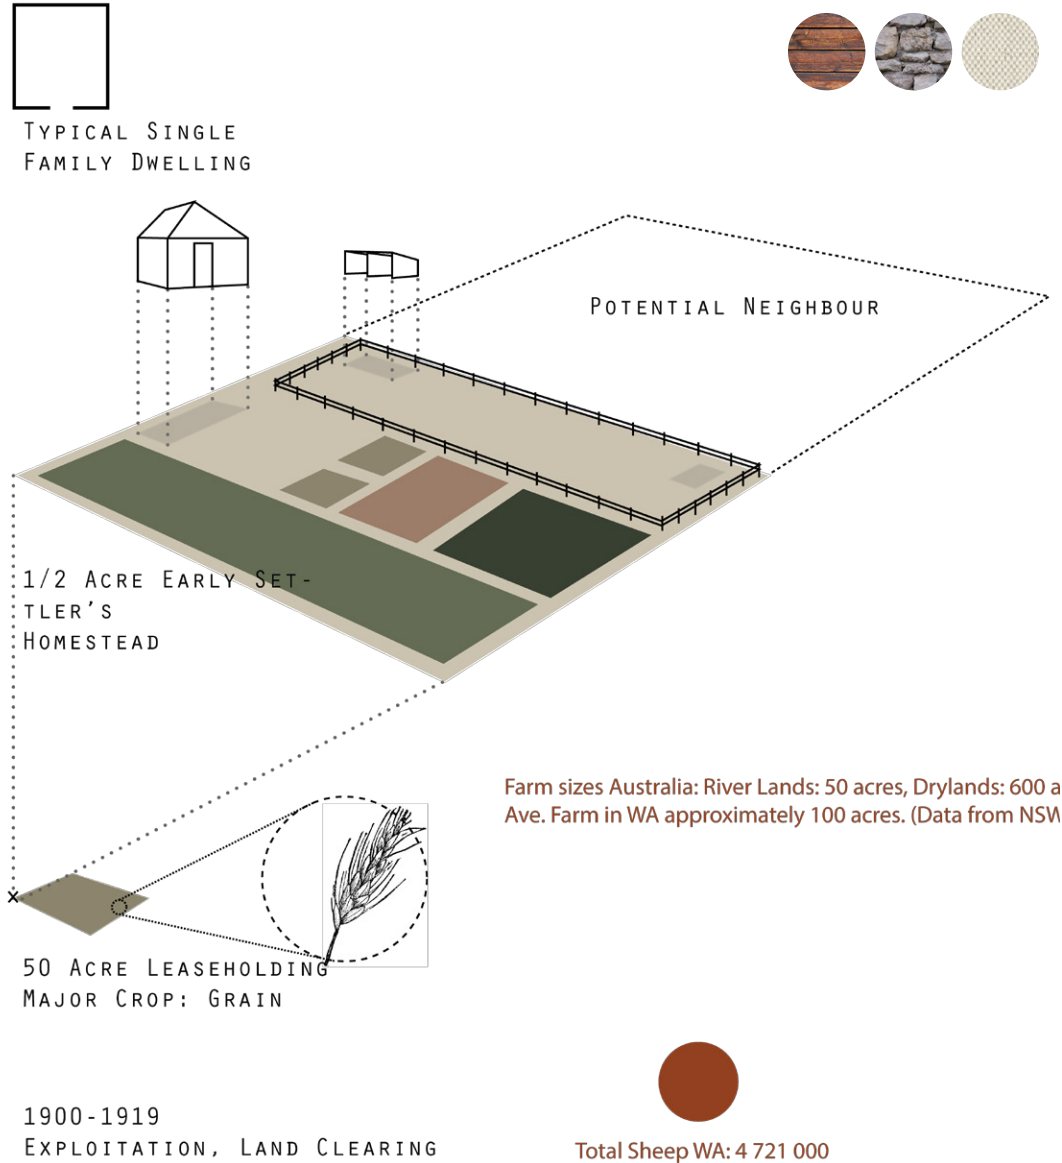 Typical Single
Family Dwelling
Potential Neighbour
1/2 Acre Early Set-
tler's
Homestead
Farm sizes Australia: River Lands: 50 acres, Drylands: 600 a
Ave. Farm in WA approximately 100 acres. (Data from NSW
50 Acre Leaseholding
Major Crop: Grain
1900-1919
Exploitation, Land Clearing
Total Sheep WA: 4 721 000